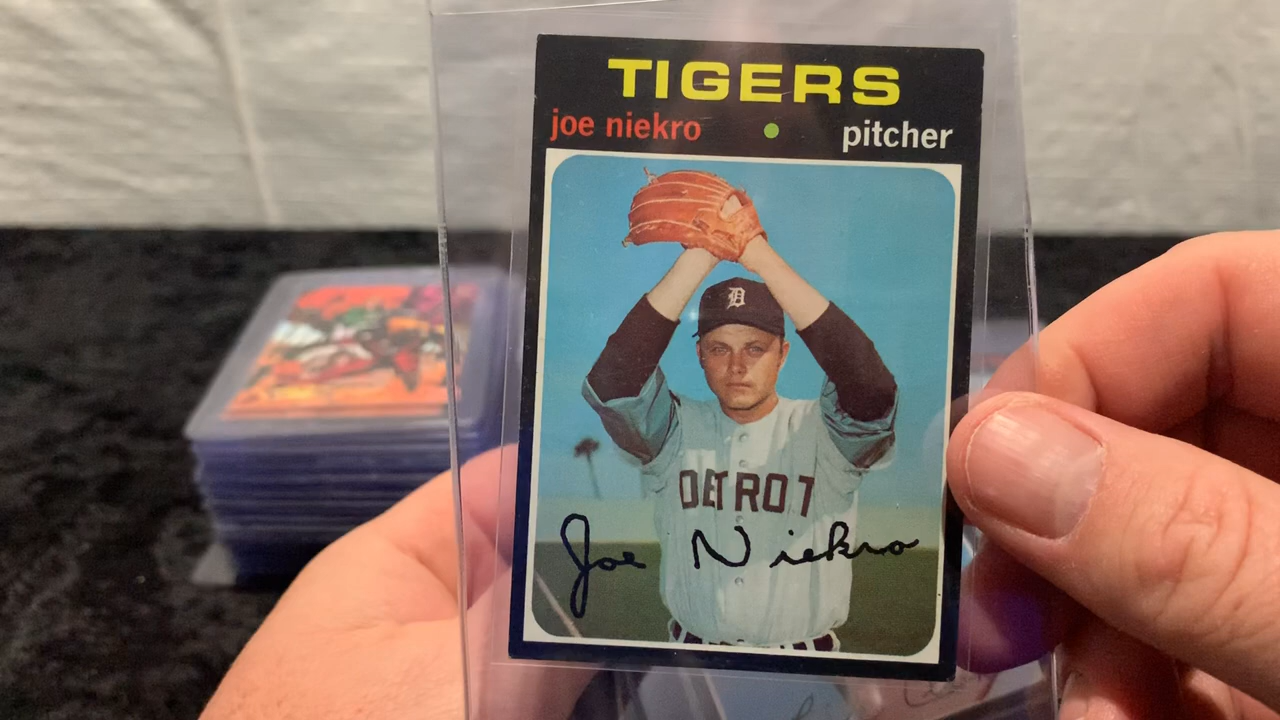 TIGERS
joe niekro • pitcher
D
DETROIT
Joe Niekro